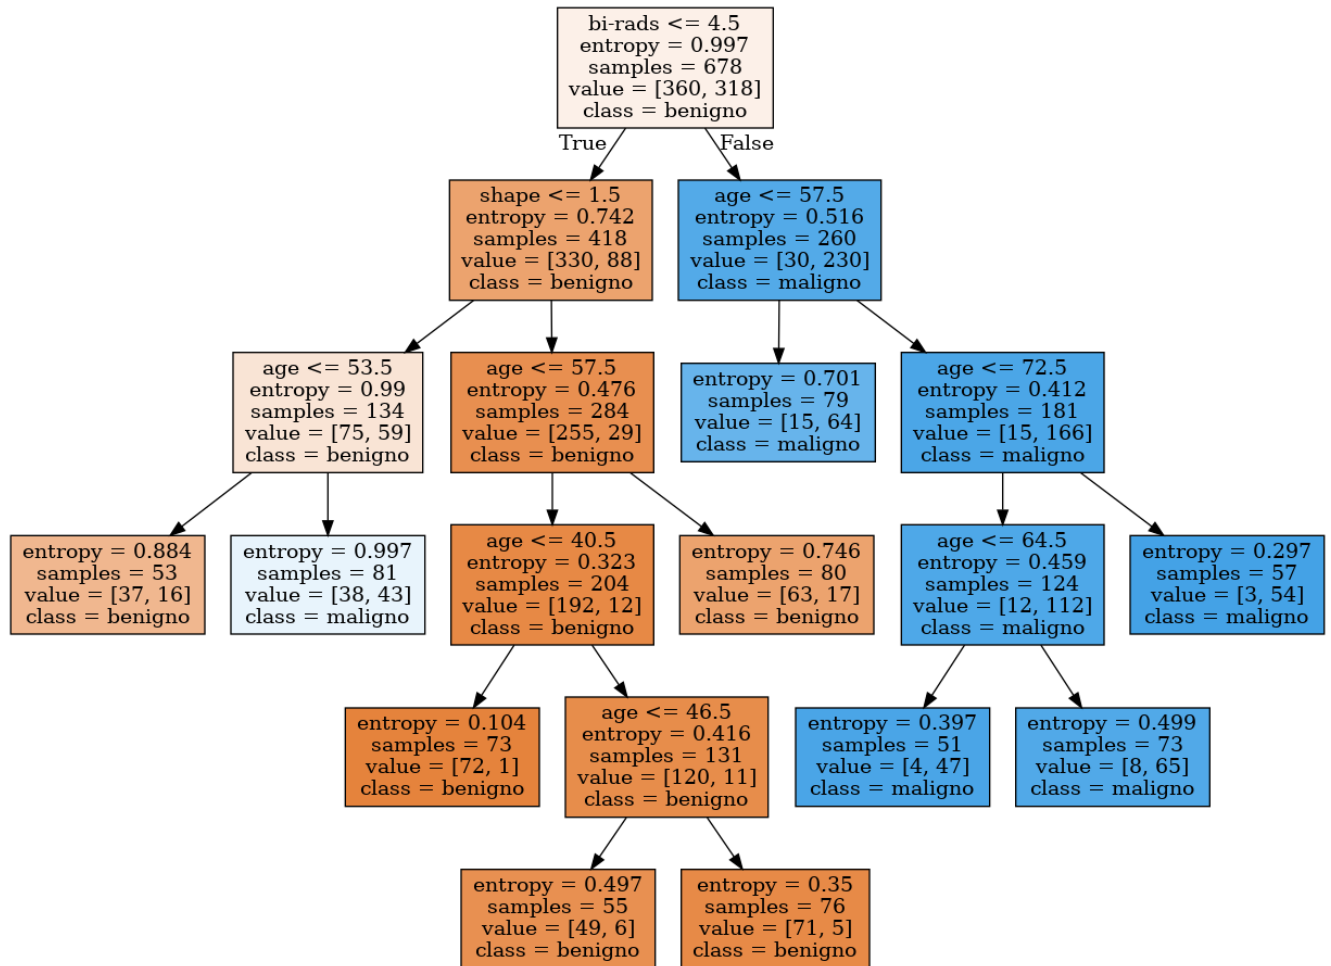 bi-rads <= 4.5
entropy = 0.997
samples = 678
value = [360, 318]
class = benigno
True
False
shape <= 1.5
entropy = 0.742
samples = 418
value = [330, 88]
class = benigno
age <= 57.5
entropy = 0.516
samples = 260
value = [30, 230]
class = maligno
age <= 53.5
entropy = 0.99
samples = 134
value = [75, 59]
class = benigno
age <= 57.5
entropy = 0.476
samples = 284
value = [255, 29]
class = benigno
entropy = 0.701
samples = 79
value = [15, 64]
class = maligno
age <= 72.5
entropy = 0.412
samples = 181
value = [15, 166]
class = maligno
entropy = 0.884
samples = 53
value = [37, 16]
class = benigno
entropy = 0.997
samples = 81
value = [38, 43]
class = maligno
age <= 40.5
entropy = 0.323
samples = 204
value = [192, 12]
class = benigno
entropy = 0.746
samples = 80
value = [63, 17]
class = benigno
age <= 64.5
entropy = 0.459
samples = 124
value = [12, 112]
class = maligno
entropy = 0.297
samples = 57
value = [3, 54]
class = maligno
entropy = 0.104
samples = 73
value = [72, 1]
class = benigno
age <= 46.5
entropy = 0.416
samples = 131
value = [120, 11]
class = benigno
entropy = 0.397
samples = 51
value = [4, 47]
class = maligno
entropy = 0.499
samples = 73
value = [8, 65]
class = maligno
entropy = 0.497
samples = 55
value = [49, 6]
class = benigno
entropy = 0.35
samples = 76
value = [71, 5]
class = benigno